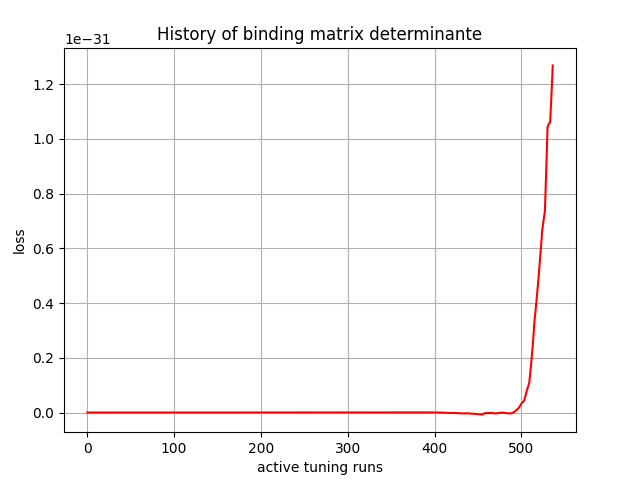 History of binding matrix determinante
1e−31
1.2
1.0
0.8
0.6
0.4
0.2
0.0
loss
0 100 200 300 400 500
active tuning runs